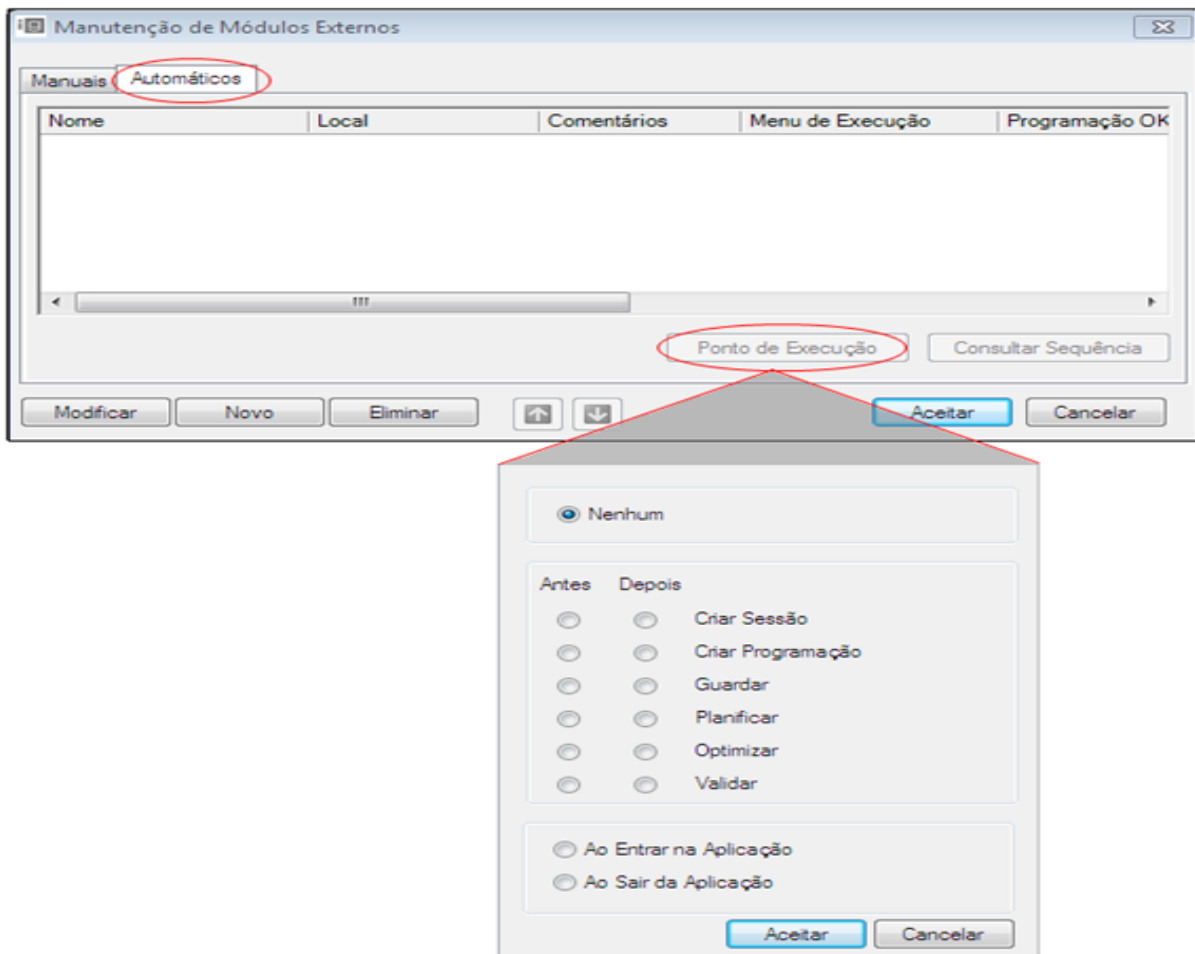 Manutenção de Módulos Externos
Manuais Automáticos
Nome Local Comentários Menu de Execução Programação OK
Ponto de Execução Consultar Sequência
Modificar Novo Eliminar Aceitar Cancelar
Nenhum
Antes Depois
Criar Sessão
Criar Programação
Guardar
Planificar
Optimizar
Validar
Ao Entrar na Aplicação
Ao Sair da Aplicação
Aceitar Cancelar